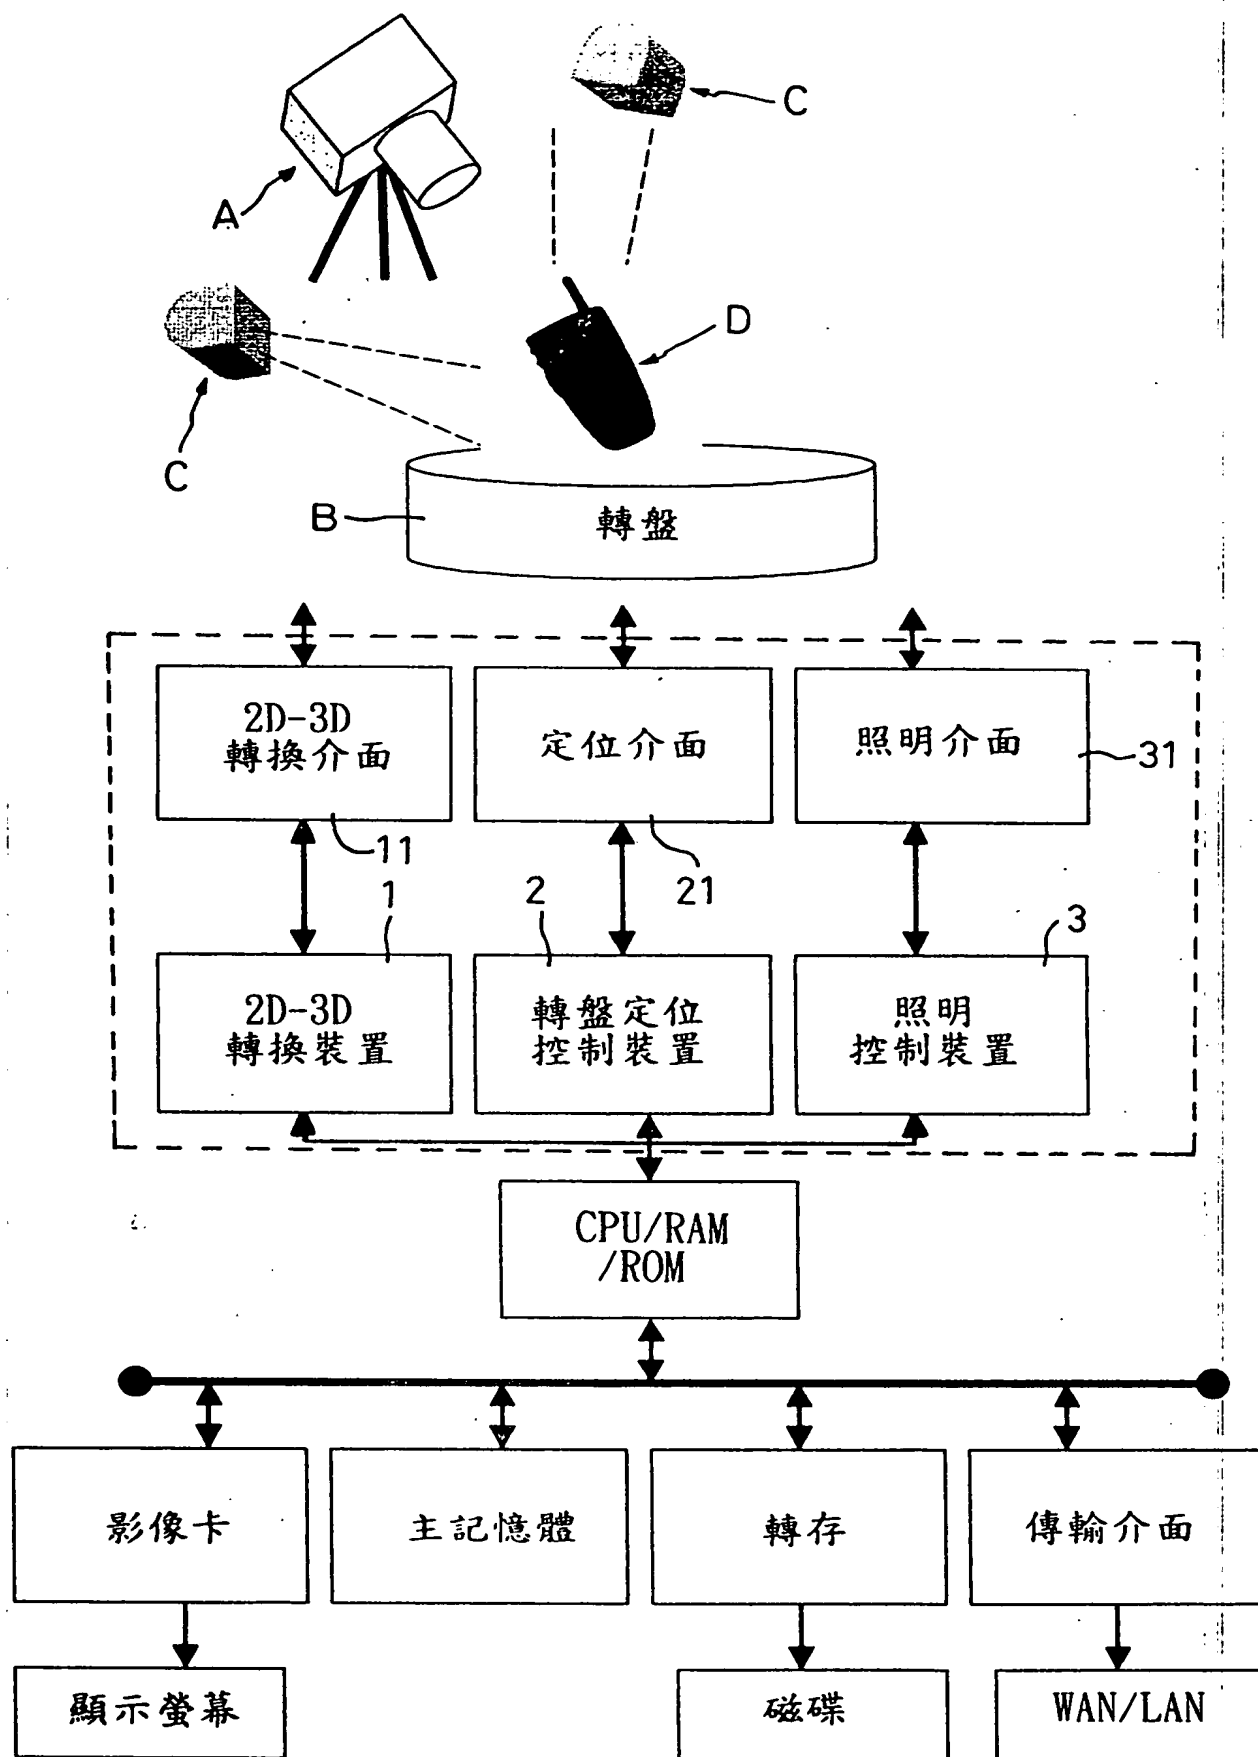 C
A
D
C
B
轉盤
2D-3D
轉換介面
定位介面
照明介面
31
11
21
1
2
3
2D-3D
轉換裝置
轉盤定位
控制裝置
照明
控制裝置
CPU/RAM
/ROM
影像卡
主記憶體
轉存
傳輸介面
顯示螢幕
磁碟
WAN/LAN